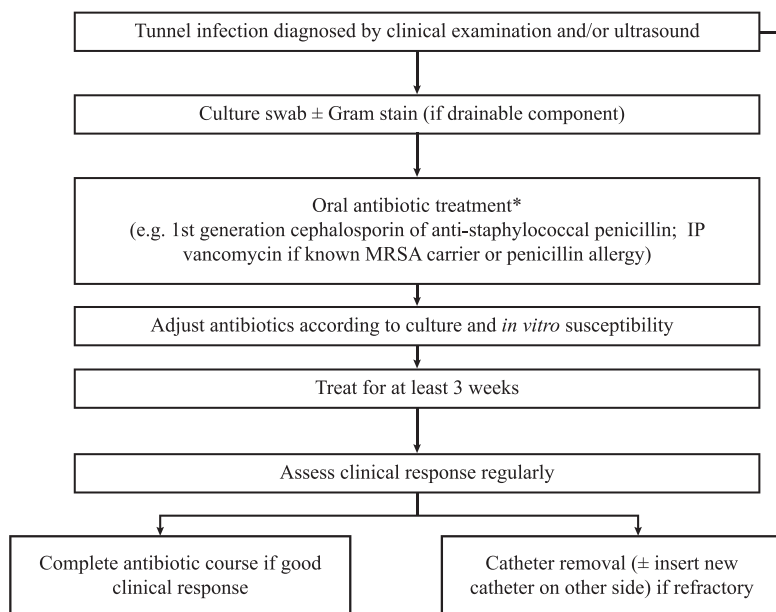 Tunnel infection diagnosed by clinical examination and/or ultrasound
Culture swab ± Gram stain (if drainable component)
Oral antibiotic treatment*
(e.g. 1st generation cephalosporin of anti-staphylococcal penicillin; IP
vancomycin if known MRSA carrier or penicillin allergy)
Adjust antibiotics according to culture and in vitro susceptibility
Treat for at least 3 weeks
Assess clinical response regularly
Complete antibiotic course if good
clinical response
Catheter removal (± insert new
catheter on other side) if refractory